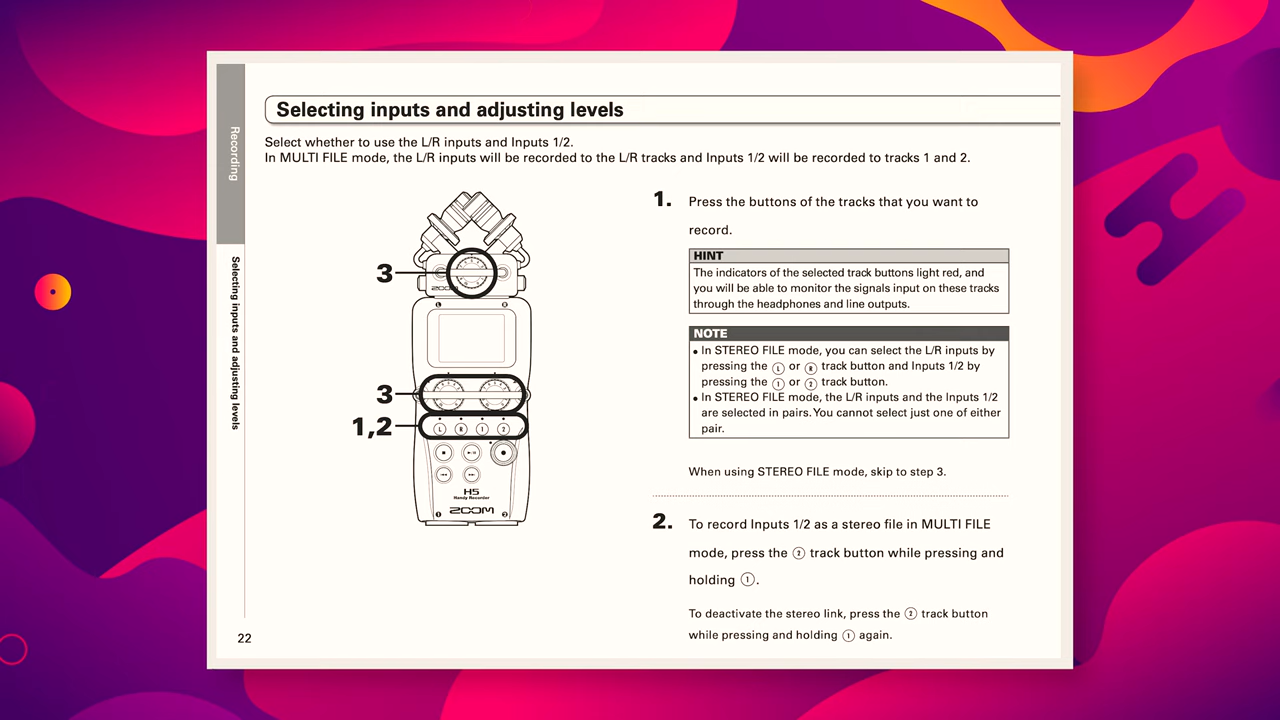 Selecting inputs and adjusting levels
Select whether to use the L/R inputs and Inputs 1/2.
In MULTI FILE mode, the L/R inputs will be recorded to the L/R tracks and Inputs 1/2 will be recorded to tracks 1 and 2.
Recording
Selecting inputs and adjusting levels
3
ZOOM
L
R
3
1,2
L
R
1
2
H5
Handy Recorder
ZOOM
1
2
1. Press the buttons of the tracks that you want to
record.
HINT
The indicators of the selected track buttons light red, and
you will be able to monitor the signals input on these tracks
through the headphones and line outputs.
NOTE
• In STEREO FILE mode, you can select the L/R inputs by
pressing the L or R track button and Inputs 1/2 by
pressing the 1 or 2 track button.
• In STEREO FILE mode, the L/R inputs and the Inputs 1/2
are selected in pairs. You cannot select just one of either
pair.
When using STEREO FILE mode, skip to step 3.
2. To record Inputs 1/2 as a stereo file in MULTI FILE
mode, press the 2 track button while pressing and
holding 1.
To deactivate the stereo link, press the 2 track button
while pressing and holding 1 again.
22